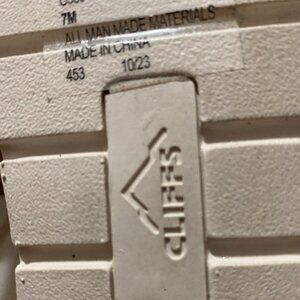 7M
ALL MAN MADE MATERIALS
MADE IN CHINA
453 10/23
CLIFFS